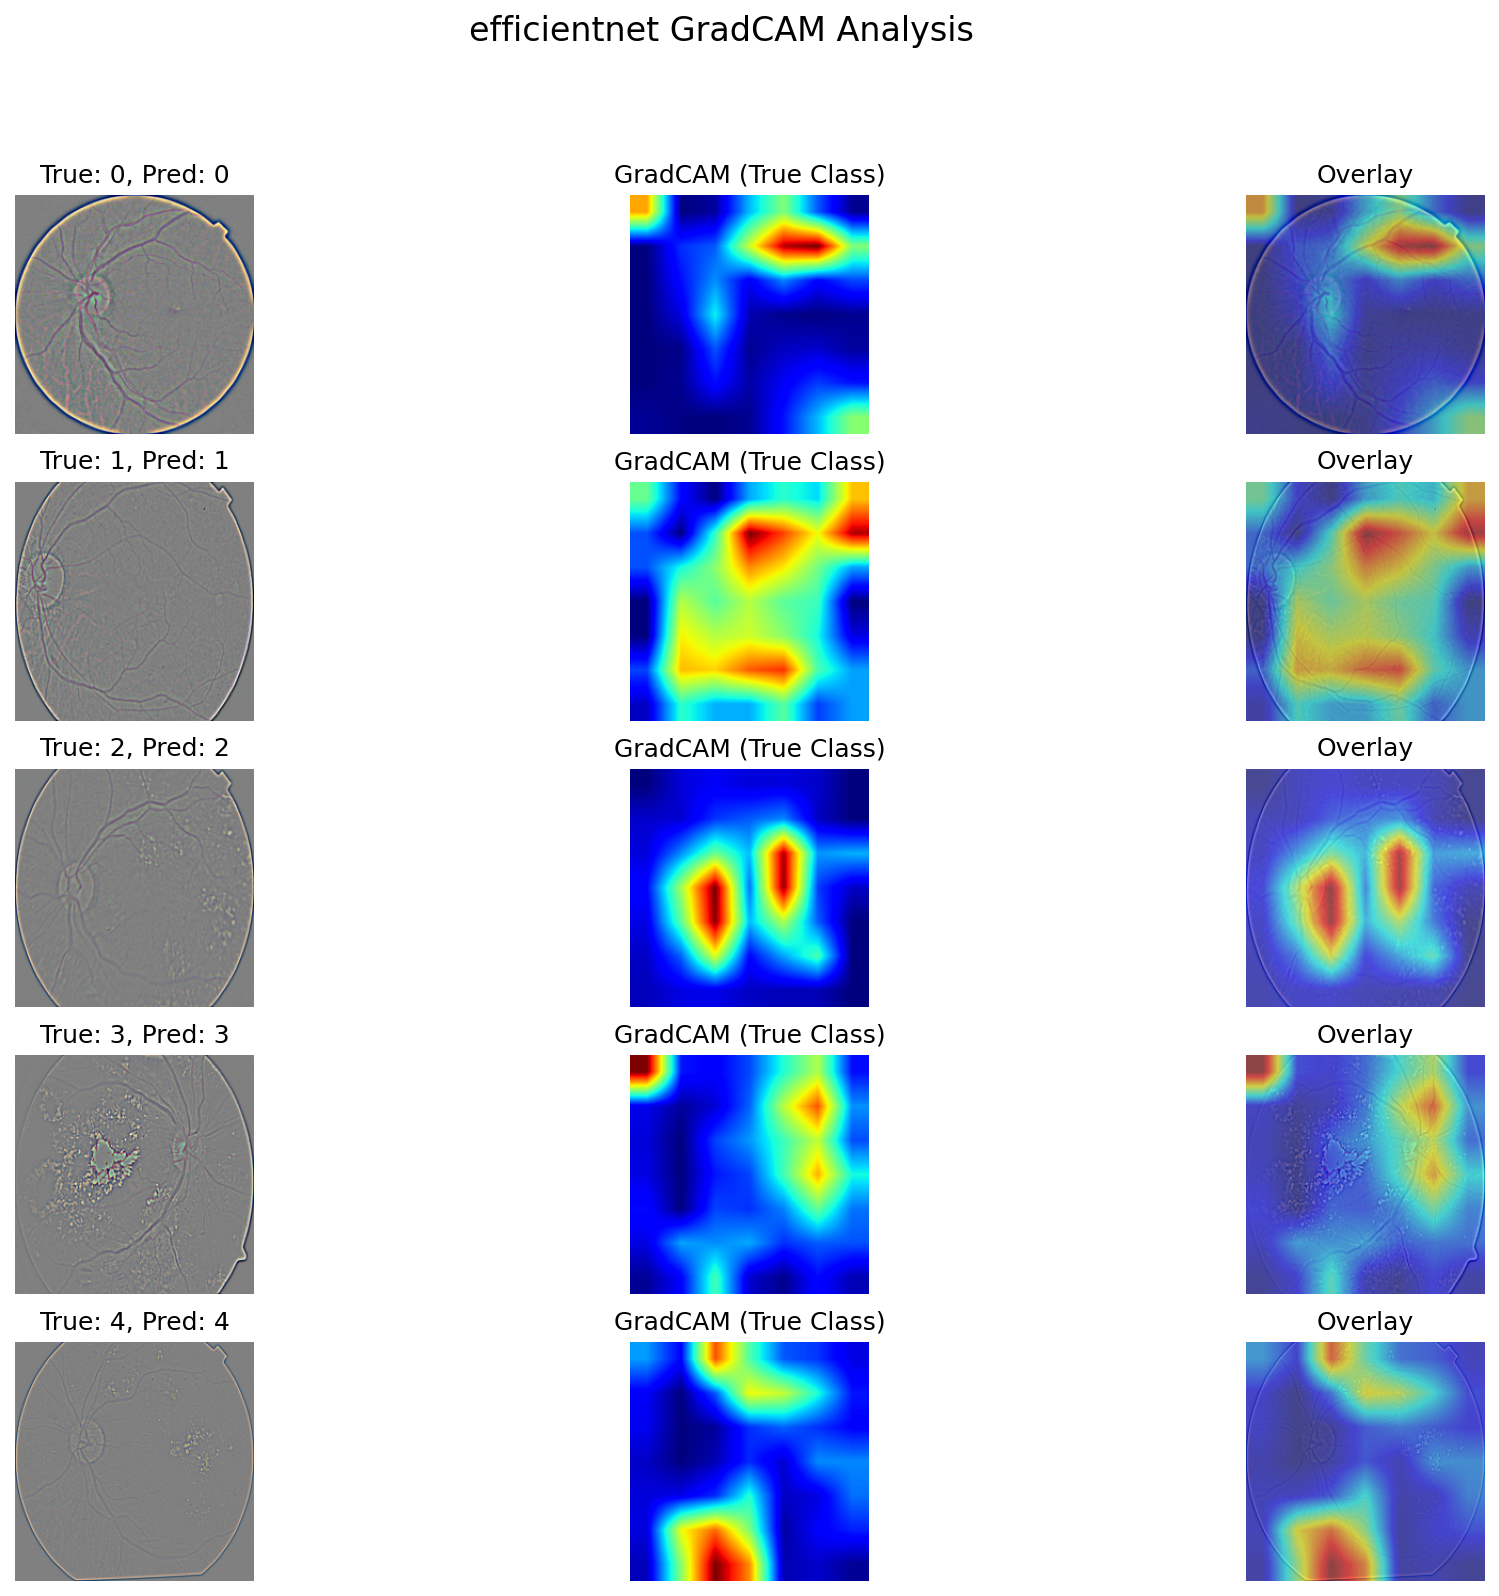 efficientnet GradCAM Analysis
True: 0, Pred: 0
GradCAM (True Class)
Overlay
True: 1, Pred: 1
GradCAM (True Class)
Overlay
True: 2, Pred: 2
GradCAM (True Class)
Overlay
True: 3, Pred: 3
GradCAM (True Class)
Overlay
True: 4, Pred: 4
GradCAM (True Class)
Overlay